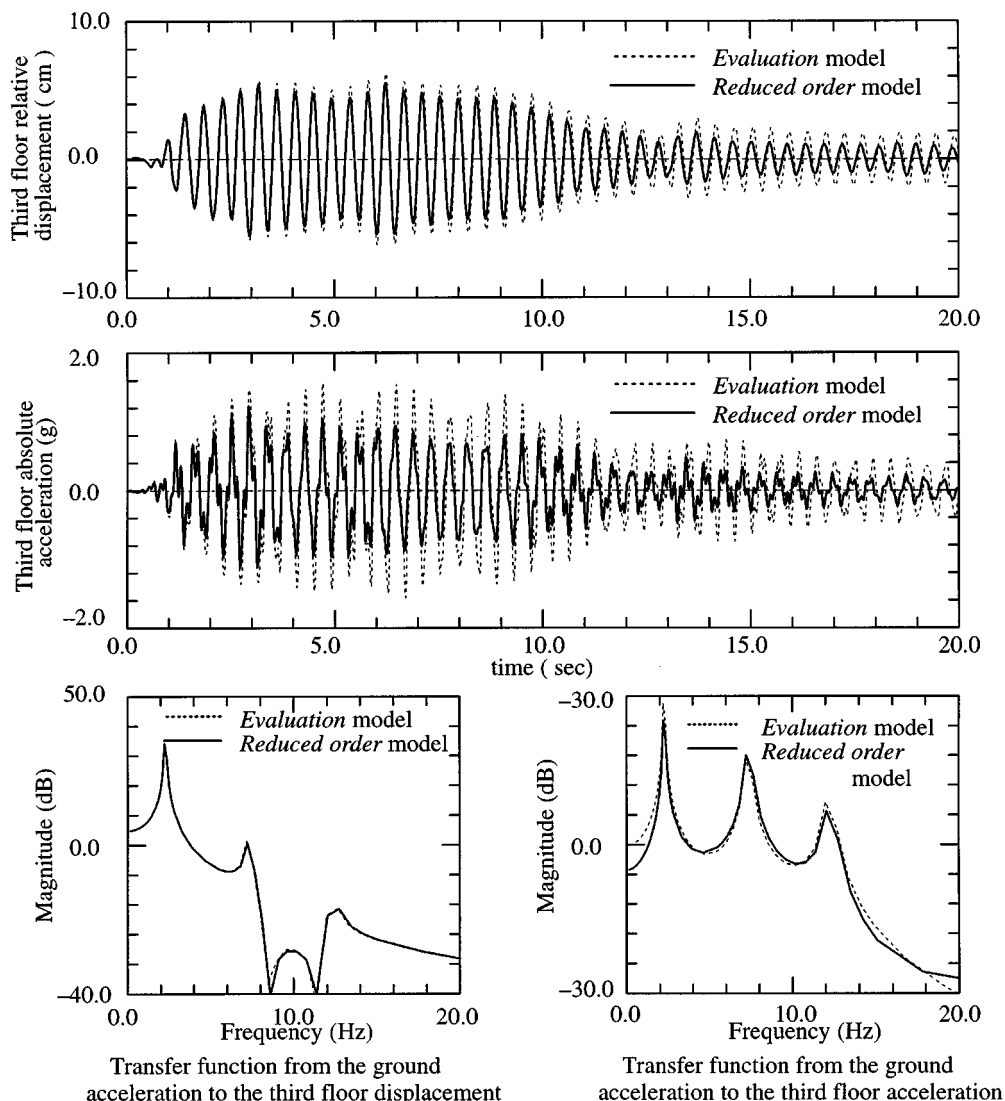 10.0
Third floor relative
displacement ( cm )
0.0
−10.0
Evaluation model
Reduced order model
0.0
5.0
10.0
15.0
20.0
2.0
Third floor absolute
acceleration (g)
0.0
−2.0
Evaluation model
Reduced order model
0.0
5.0
10.0
15.0
20.0
time ( sec)
50.0
Magnitude (dB)
0.0
−40.0
Evaluation model
Reduced order model
0.0
10.0
20.0
Frequency (Hz)
Transfer function from the ground
acceleration to the third floor displacement
−30.0
Magnitude (dB)
0.0
−30.0
Evaluation model
Reduced order
model
0.0
10.0
20.0
Frequency (Hz)
Transfer function from the ground
acceleration to the third floor acceleration